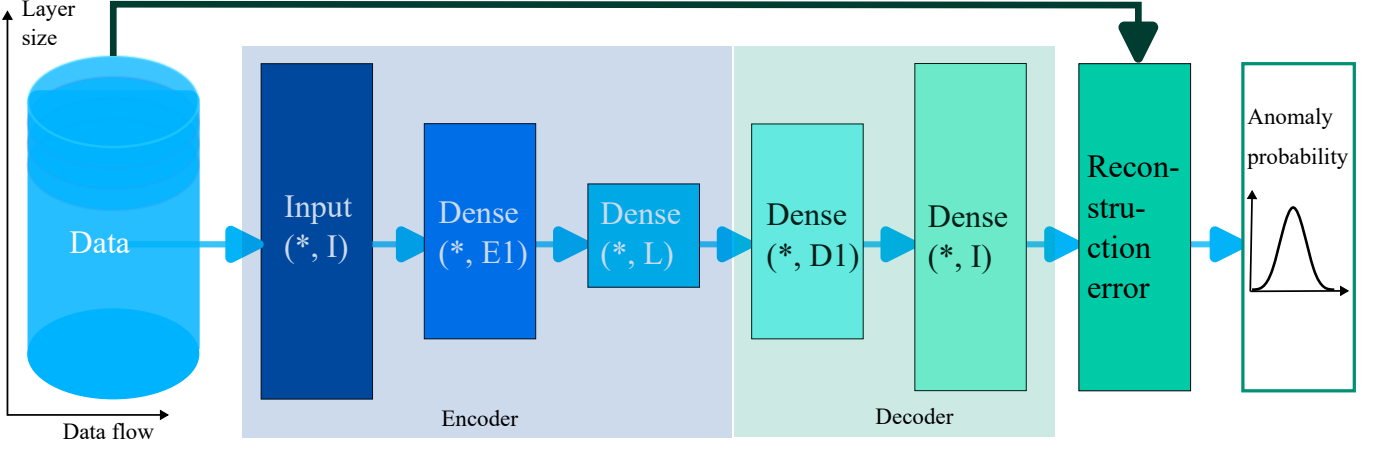 Layer
size
Data
Data flow
Input
(*, I)
Dense
(*, E1)
Dense
(*, L)
Encoder
Dense
(*, D1)
Dense
(*, I)
Decoder
Recon-
stru-
ction
error
Anomaly
probability